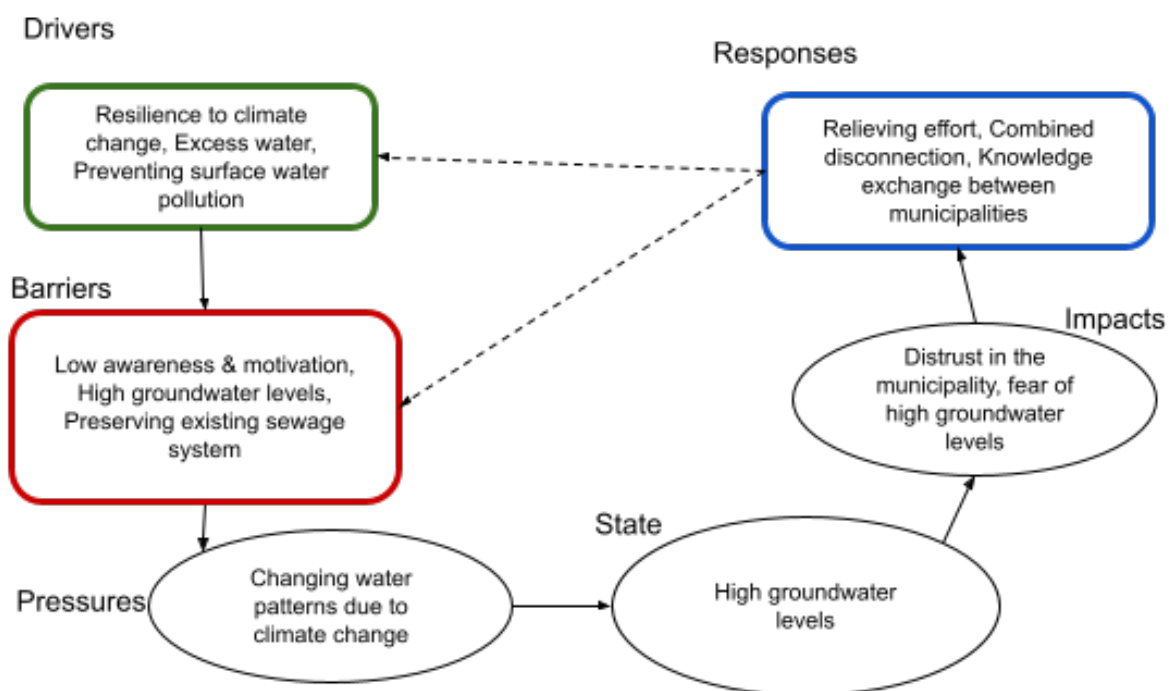 Drivers
Resilience to climate
change, Excess water,
Preventing surface water
pollution
Responses
Relieving effort, Combined
disconnection, Knowledge
exchange between
municipalities
Barriers
Low awareness & motivation,
High groundwater levels,
Preserving existing sewage
system
Impacts
Distrust in the
municipality, fear of
high groundwater
levels
Pressures
Changing water
patterns due to
climate change
State
High groundwater
levels